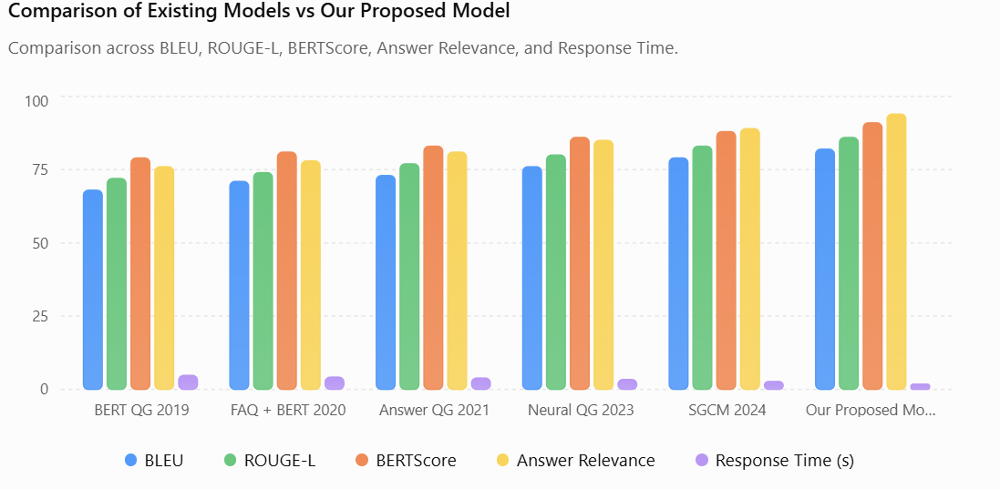 Comparison of Existing Models vs Our Proposed Model
Comparison across BLEU, ROUGE-L, BERTScore, Answer Relevance, and Response Time.
100
75
50
25
0
BERT QG 2019 FAQ + BERT 2020 Answer QG 2021 Neural QG 2023 SGCM 2024 Our Proposed Mo...
BLEU ROUGE-L BERTScore Answer Relevance Response Time (s)